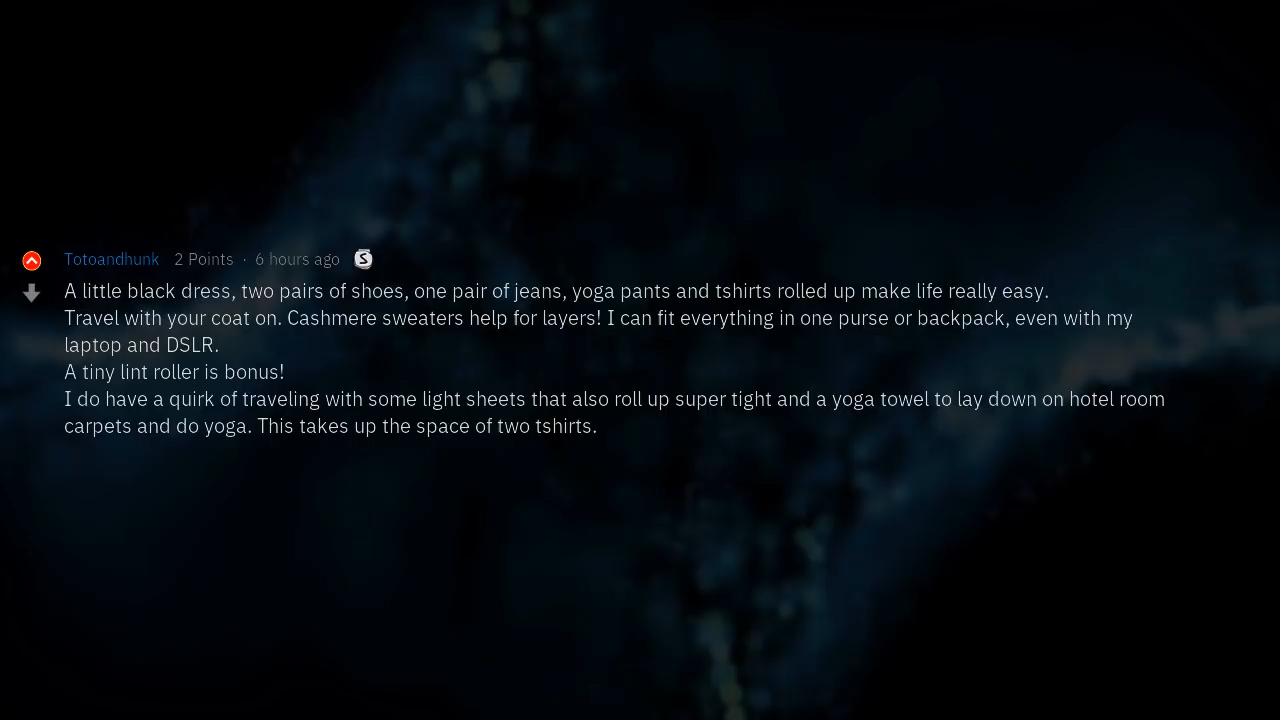 Totoandhunk 2 Points · 6 hours ago S
A little black dress, two pairs of shoes, one pair of jeans, yoga pants and tshirts rolled up make life really easy.
Travel with your coat on. Cashmere sweaters help for layers! I can fit everything in one purse or backpack, even with my
laptop and DSLR.
A tiny lint roller is bonus!
I do have a quirk of traveling with some light sheets that also roll up super tight and a yoga towel to lay down on hotel room
carpets and do yoga. This takes up the space of two tshirts.